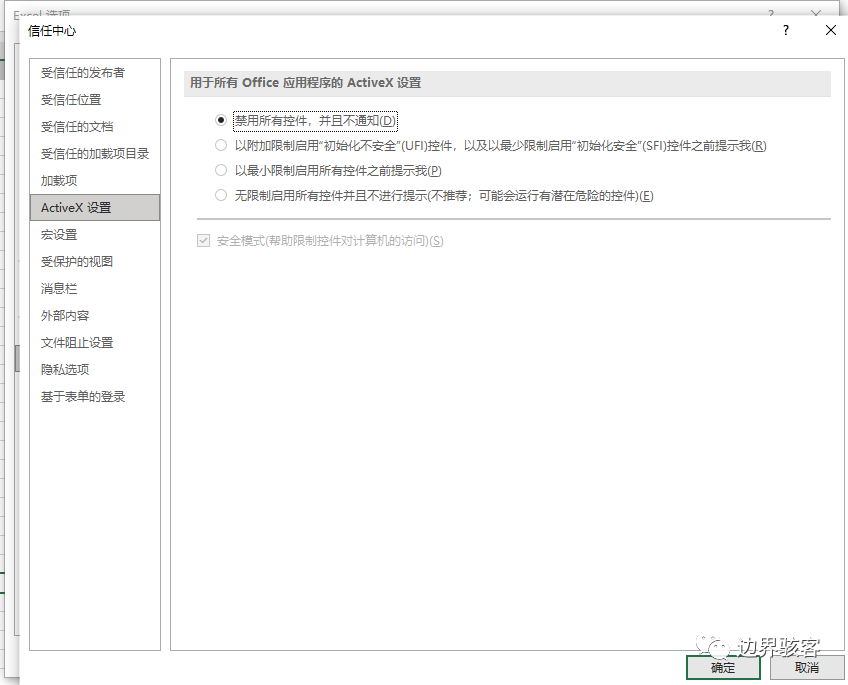 Excel 选项
信任中心
受信任的发布者
受信任位置
受信任的文档
受信任的加载项目录
加载项
ActiveX 设置
宏设置
受保护的视图
消息栏
外部内容
文件阻止设置
隐私选项
基于表单的登录
用于所有 Office 应用程序的 ActiveX 设置
禁用所有控件，并且不通知(D)
以附加限制启用“初始化不安全”(UFI)控件，以及以最少限制启用“初始化安全”(SFI)控件之前提示我(R)
以最小限制启用所有控件之前提示我(P)
无限制启用所有控件并且不进行提示(不推荐；可能会运行有潜在危险的控件)(E)
安全模式(帮助限制控件对计算机的访问)(S)
边界骇客
确定
取消